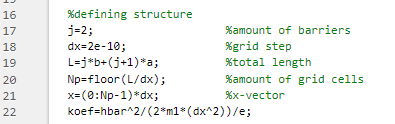 16 %defining structure
17 j=2; %amount of barriers
18 dx=2e-10; %grid step
19 L=j*b+(j+1)*a; %total length
20 Np=floor(L/dx); %amount of grid cells
21 x=(0:Np-1)*dx; %x-vector
22 koef=hbar^2/(2*m1*(dx^2))/e;